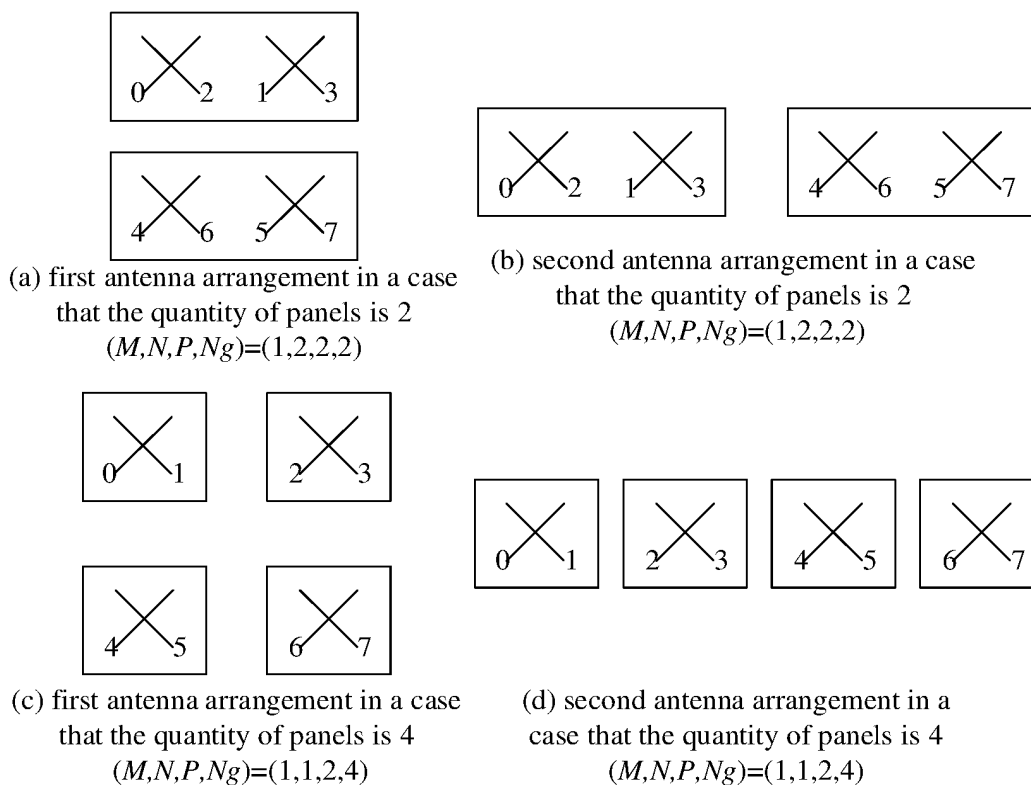 0 2 1 3
4 6 5 7
(a) first antenna arrangement in a case
that the quantity of panels is 2
(M,N,P,Ng)=(1,2,2,2)
0 2 1 3 4 6 5 7
(b) second antenna arrangement in a case
that the quantity of panels is 2
(M,N,P,Ng)=(1,2,2,2)
0 1 2 3
4 5 6 7
(c) first antenna arrangement in a case
that the quantity of panels is 4
(M,N,P,Ng)=(1,1,2,4)
0 1 2 3 4 5 6 7
(d) second antenna arrangement in a
case that the quantity of panels is 4
(M,N,P,Ng)=(1,1,2,4)